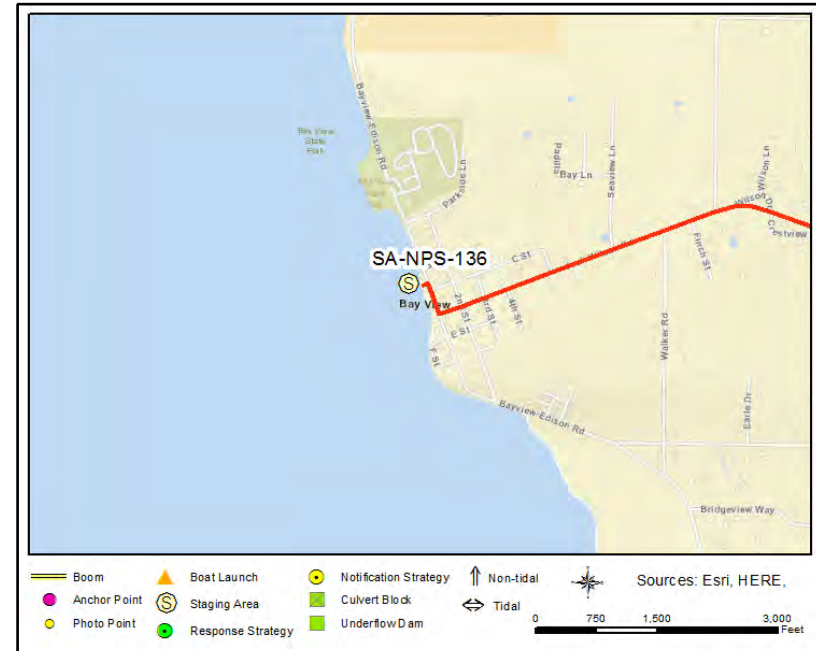 Bayview-Edison Rd
Bay View
State
Park
Parkside Ln
Padilla
Bay Ln
Seaview Ln
Wilson Ln
Wilson
Dr
Crestview
Finch St
SA-NPS-136
C St
S
Bay View
2nd St
3rd St
4th St
E St
F St
Walker Rd
Bayview-Edison Rd
Earle Dr
Bridgeview Way
Boom
Boat Launch
Notification Strategy
Non-tidal
Sources: Esri, HERE,
Anchor Point
S
Staging Area
Culvert Block
Tidal
Photo Point
Response Strategy
Underflow Dam
0 750 1,500 3,000
Feet